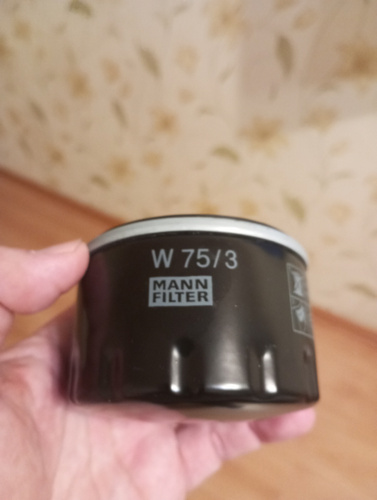 W 75/3
MANN
FILTER